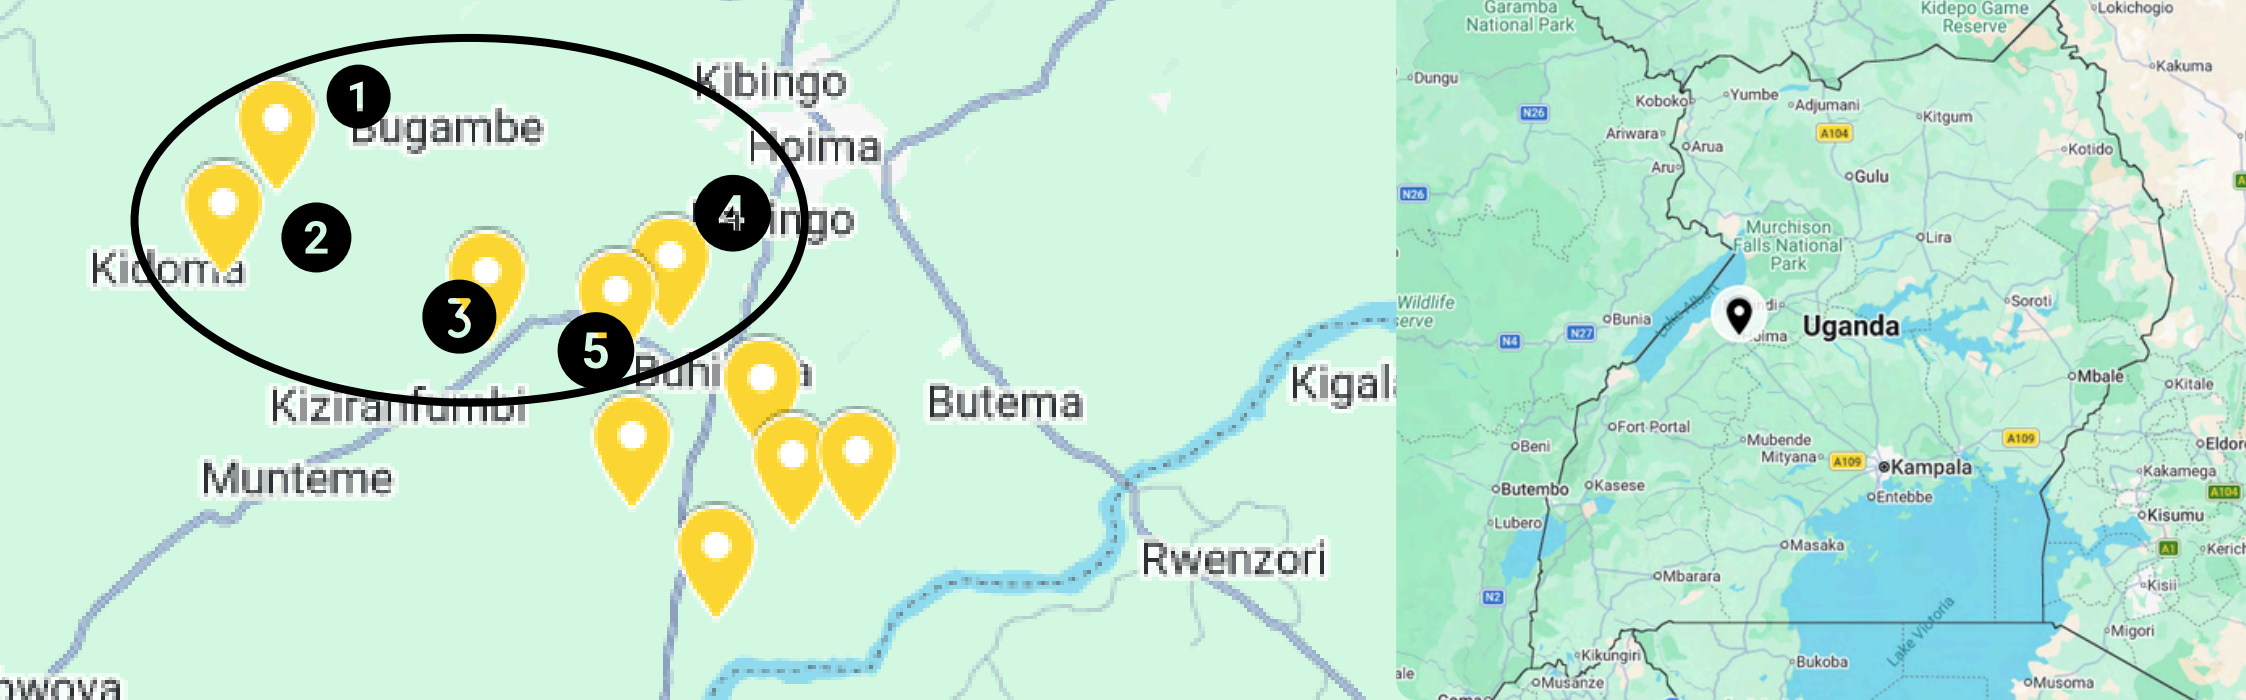 1
Bugambe
2
Kidoma
3
4
5
Kibingo
Hoima
Kiziranfumbi
Munteme
Butema
Rwenzori
Garamba
National Park
Kidepo Game
Reserve
Lokichogio
Dungu
Kakuma
N26
Koboko
Yumbe
Adjumani
Kitgum
Ariwara
A104
Arua
Kotido
Aru
Gulu
N26
Murchison
Falls National
Park
Lira
Wildlife
Lake Albert
Soroti
Bunia
N27
N4
Uganda
Mbale
Kitale
Fort Portal
Mubende
Mityana
A109
A109
Beni
Kampala
Kakamega
Butembo
Kasese
Entebbe
A104
Lubero
Kisumu
Masaka
A1
Mbarara
Kisii
N2
Lake Victoria
Migori
Kikungiri
Bukoba
Musanze
Musoma